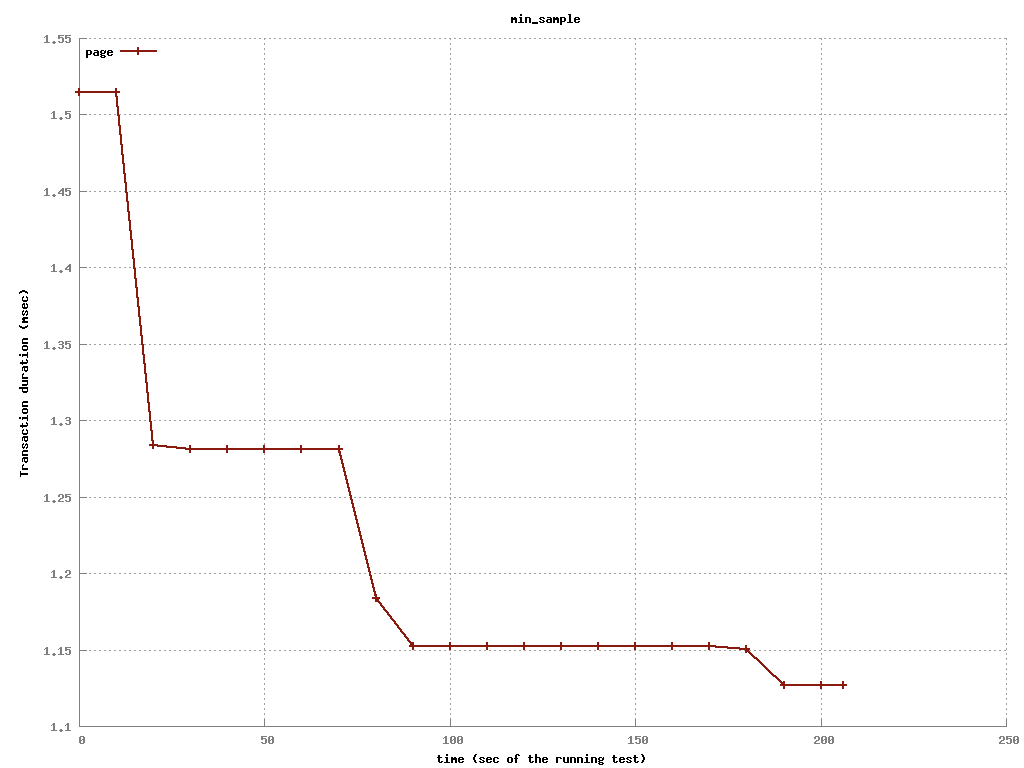 min_sample
page
1.55
1.5
1.45
1.4
1.35
1.3
1.25
1.2
1.15
1.1
Transaction duration (msec)
0 50 100 150 200 250
time (sec of the running test)